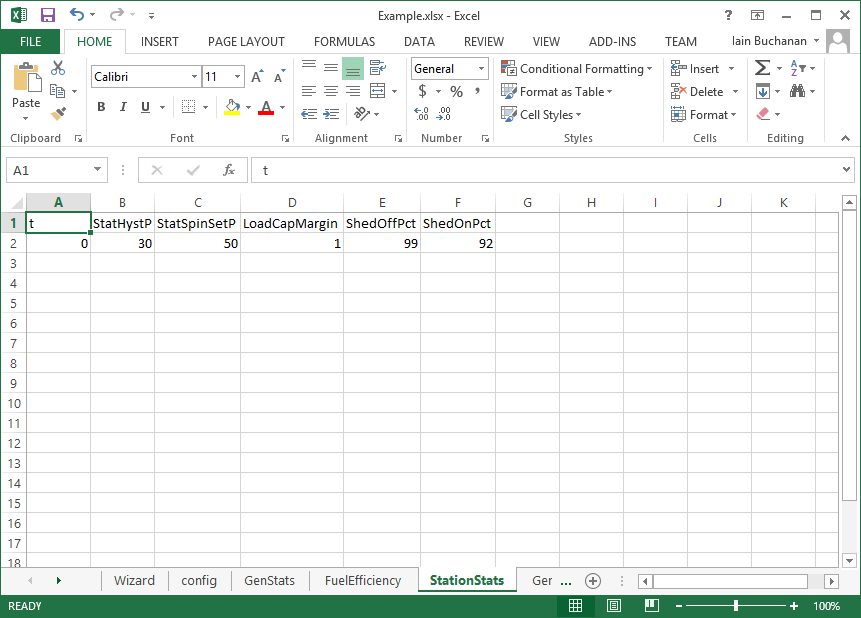 Example.xlsx - Excel
?
FILE HOME INSERT PAGE LAYOUT FORMULAS DATA REVIEW VIEW ADD-INS TEAM Iain Buchanan
Paste
Calibri 11
General
Conditional Formatting
Format as Table
Cell Styles
Insert
Delete
Format
B I U A
$ % ,
Clipboard Font Alignment Number Styles Cells Editing
A1 fx t
A B C D E F G H I J K
1 t StatHystP StatSpinSetP LoadCapMargin ShedOffPct ShedOnPct
2 0 30 50 1 99 92
3
4
5
6
7
8
9
10
11
12
13
14
15
16
17
18
Wizard config GenStats FuelEfficiency StationStats Ger ...
READY 100%